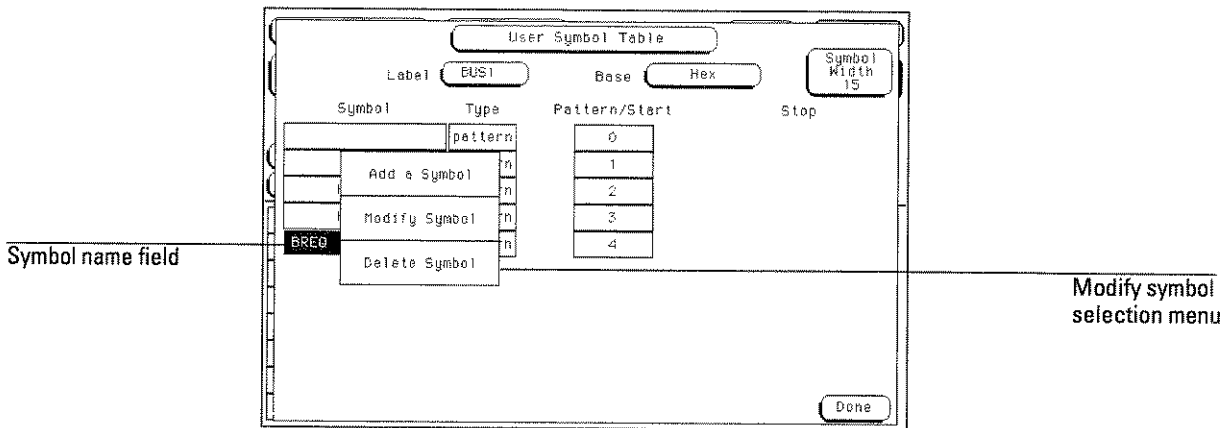 User Symbol Table
Label BUS1 Base Hex Symbol Width 15
Symbol Type Pattern/Start Stop
pattern 0
n 1
Add a Symbol
n 2
Modify Symbol n 3
BREQ n 4
Delete Symbol
Symbol name field
Modify symbol selection menu
Done